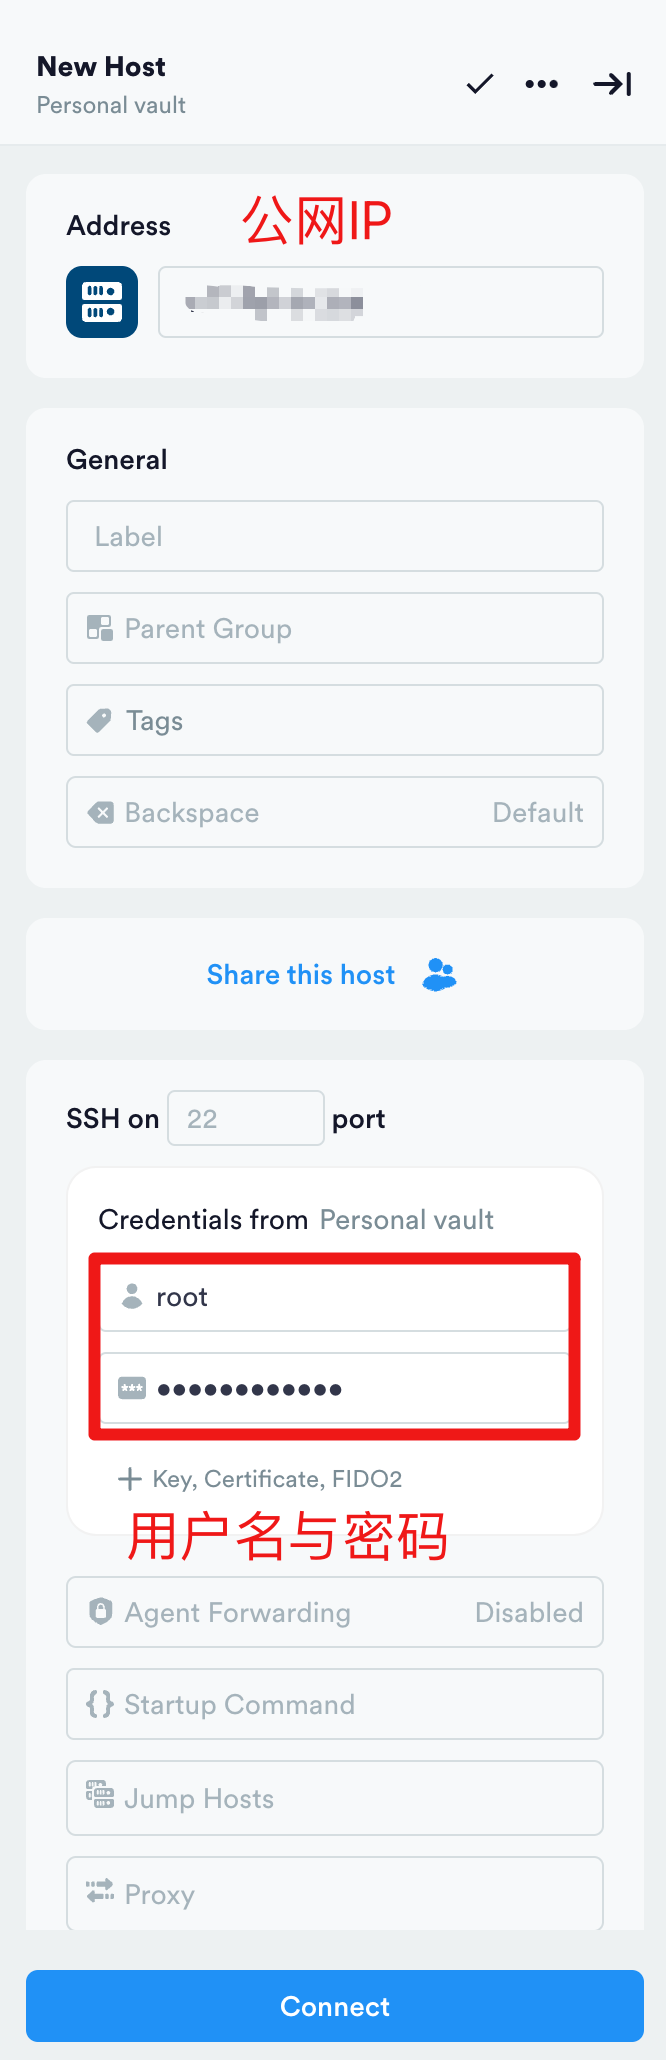 New Host
Personal vault
Address
公网IP
General
Label
Parent Group
Tags
Backspace Default
Share this host
SSH on 22 port
Credentials from Personal vault
root
••••••••••••
Key, Certificate, FIDO2
用户名与密码
Agent Forwarding Disabled
Startup Command
Jump Hosts
Proxy
Connect